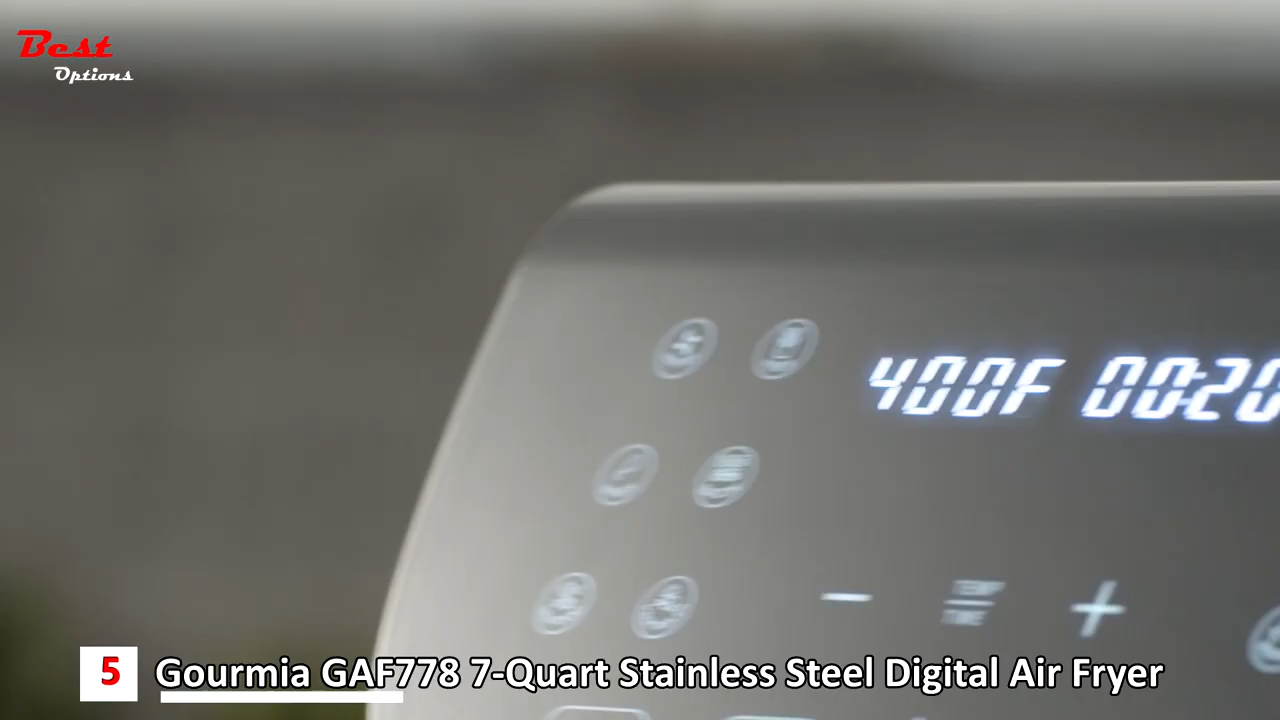 Best
Options
400F 00:20
TEMP
TIME
5 Gourmia GAF778 7-Quart Stainless Steel Digital Air Fryer